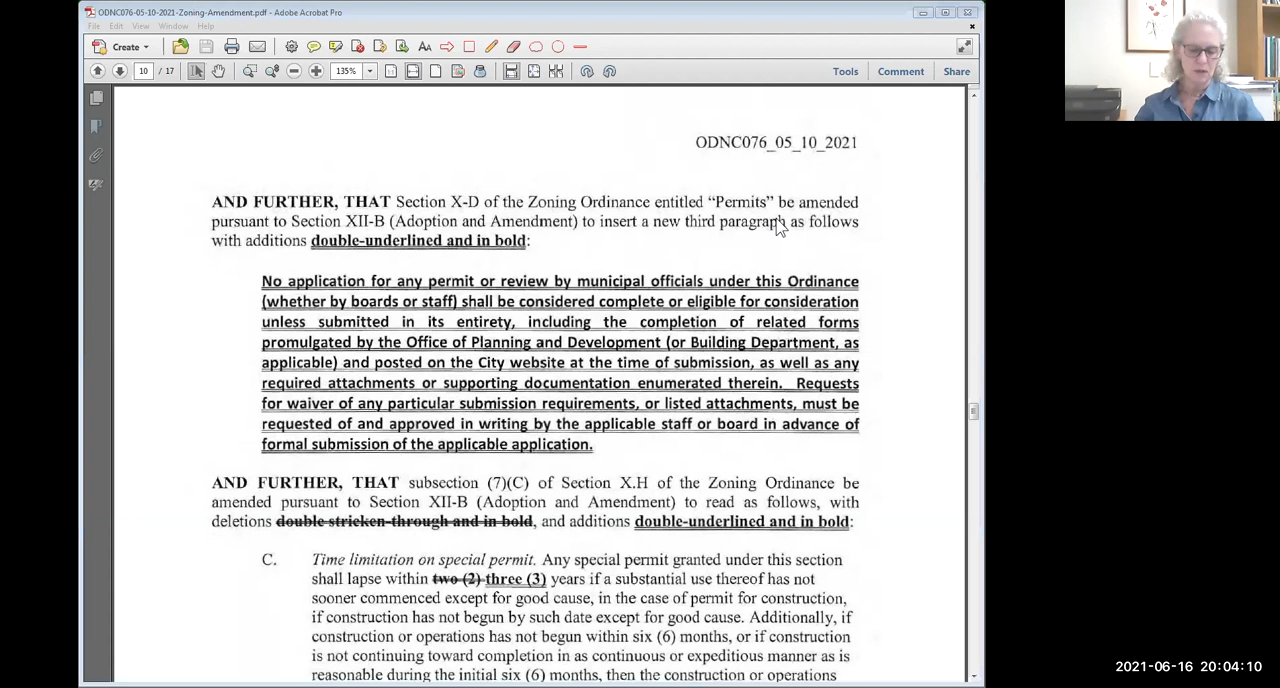 ODNC076-05-10-2021-Zoning-Amendment.pdf - Adobe Acrobat Pro
File Edit View Window Help
Create
10 / 17 135% Tools Comment Share
ODNC076_05_10_2021
AND FURTHER, THAT Section X-D of the Zoning Ordinance entitled “Permits” be amended
pursuant to Section XII-B (Adoption and Amendment) to insert a new third paragraph as follows
with additions double-underlined and in bold:
No application for any permit or review by municipal officials under this Ordinance
(whether by boards or staff) shall be considered complete or eligible for consideration
unless submitted in its entirety, including the completion of related forms
promulgated by the Office of Planning and Development (or Building Department, as
applicable) and posted on the City website at the time of submission, as well as any
required attachments or supporting documentation enumerated therein. Requests
for waiver of any particular submission requirements, or listed attachments, must be
requested of and approved in writing by the applicable staff or board in advance of
formal submission of the applicable application.
AND FURTHER, THAT subsection (7)(C) of Section X.H of the Zoning Ordinance be
amended pursuant to Section XII-B (Adoption and Amendment) to read as follows, with
deletions double stricken-through and in bold, and additions double-underlined and in bold:
C. Time limitation on special permit. Any special permit granted under this section
shall lapse within two (2) three (3) years if a substantial use thereof has not
sooner commenced except for good cause, in the case of permit for construction,
if construction has not begun by such date except for good cause. Additionally, if
construction or operations has not begun within six (6) months, or if construction
is not continuing toward completion in as continuous or expeditious manner as is
reasonable during the initial six (6) months, then the construction or operations
2021-06-16 20:04:10